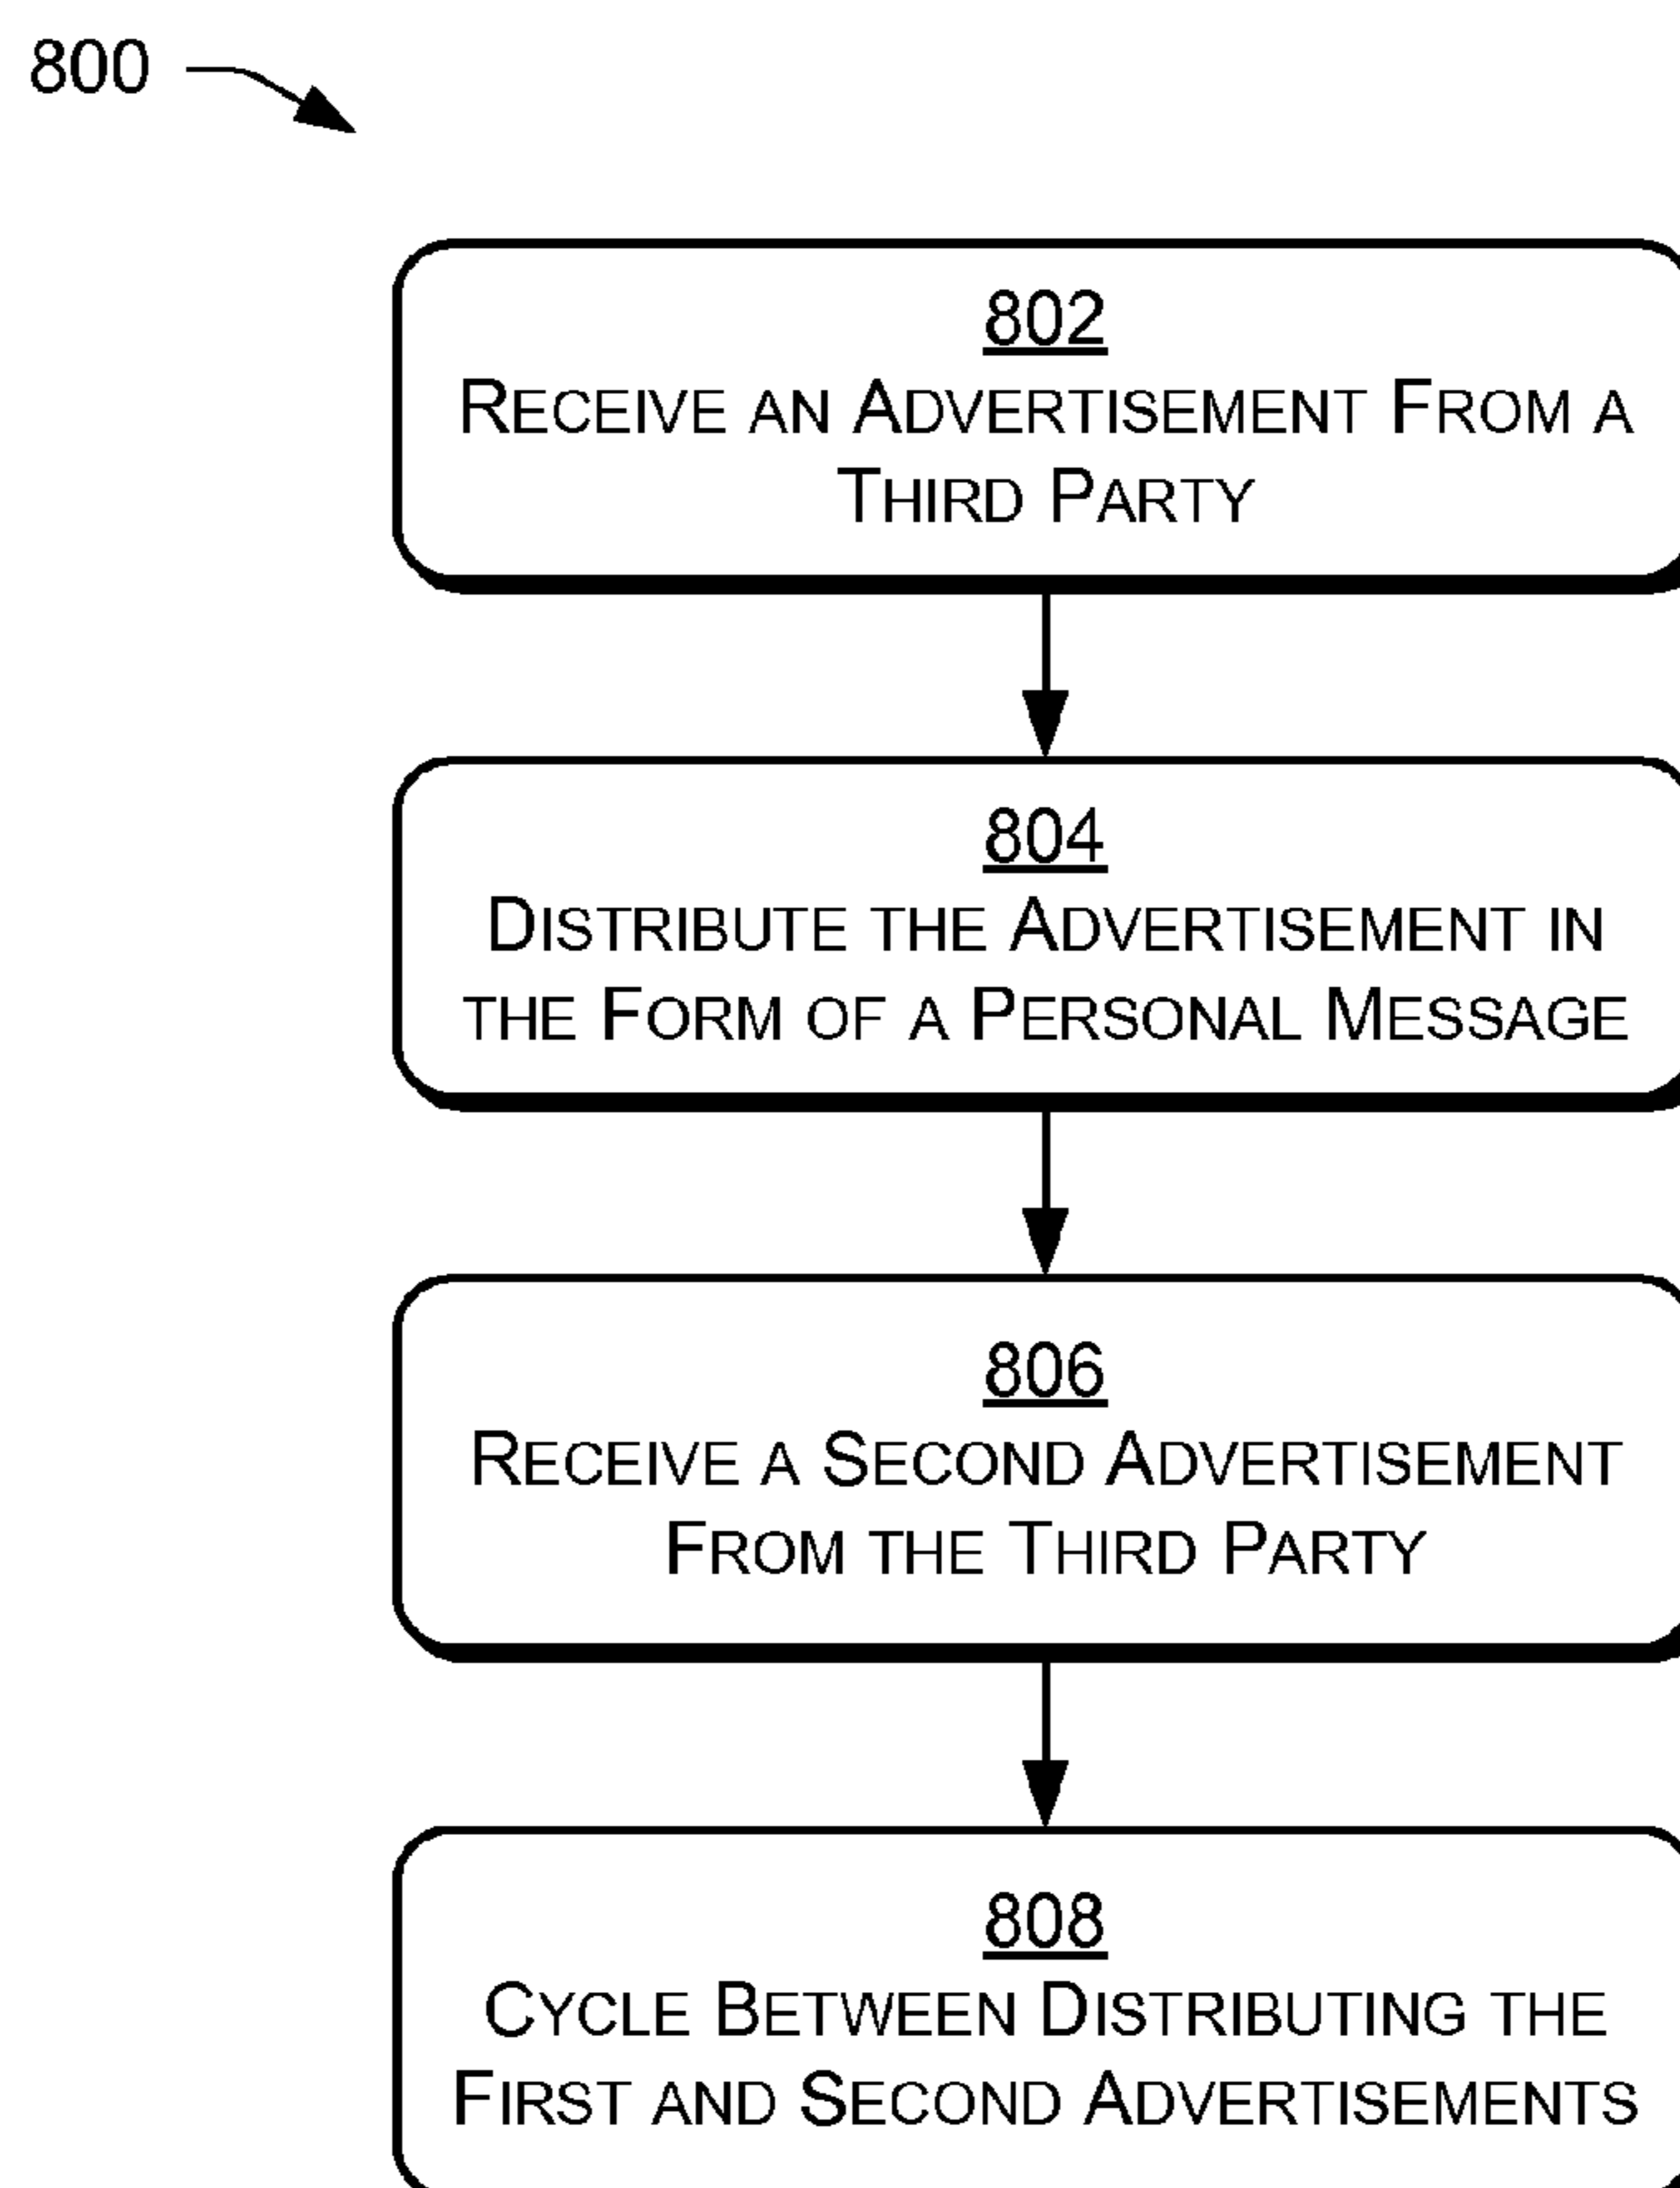 800
802
RECEIVE AN ADVERTISEMENT FROM A
THIRD PARTY
804
DISTRIBUTE THE ADVERTISEMENT IN
THE FORM OF A PERSONAL MESSAGE
806
RECEIVE A SECOND ADVERTISEMENT
FROM THE THIRD PARTY
808
CYCLE BETWEEN DISTRIBUTING THE
FIRST AND SECOND ADVERTISEMENTS